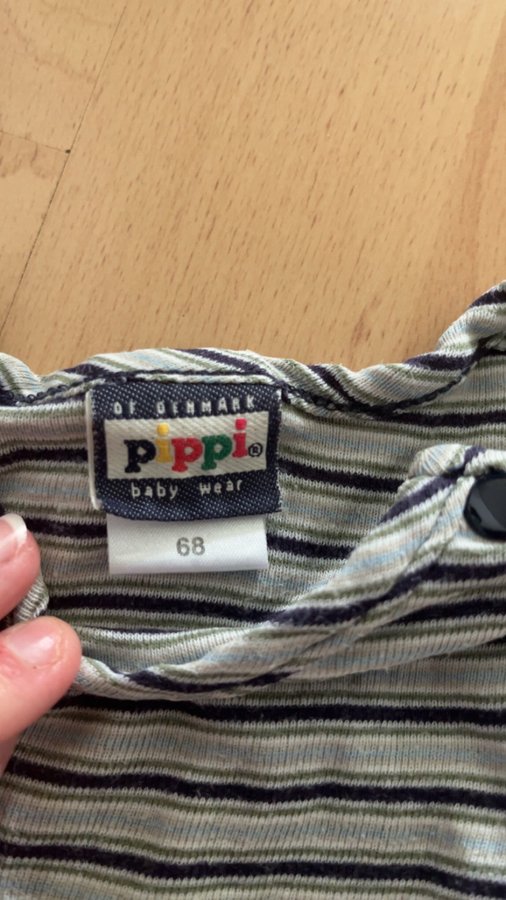 OF DENMARK
pippi®
baby wear
68